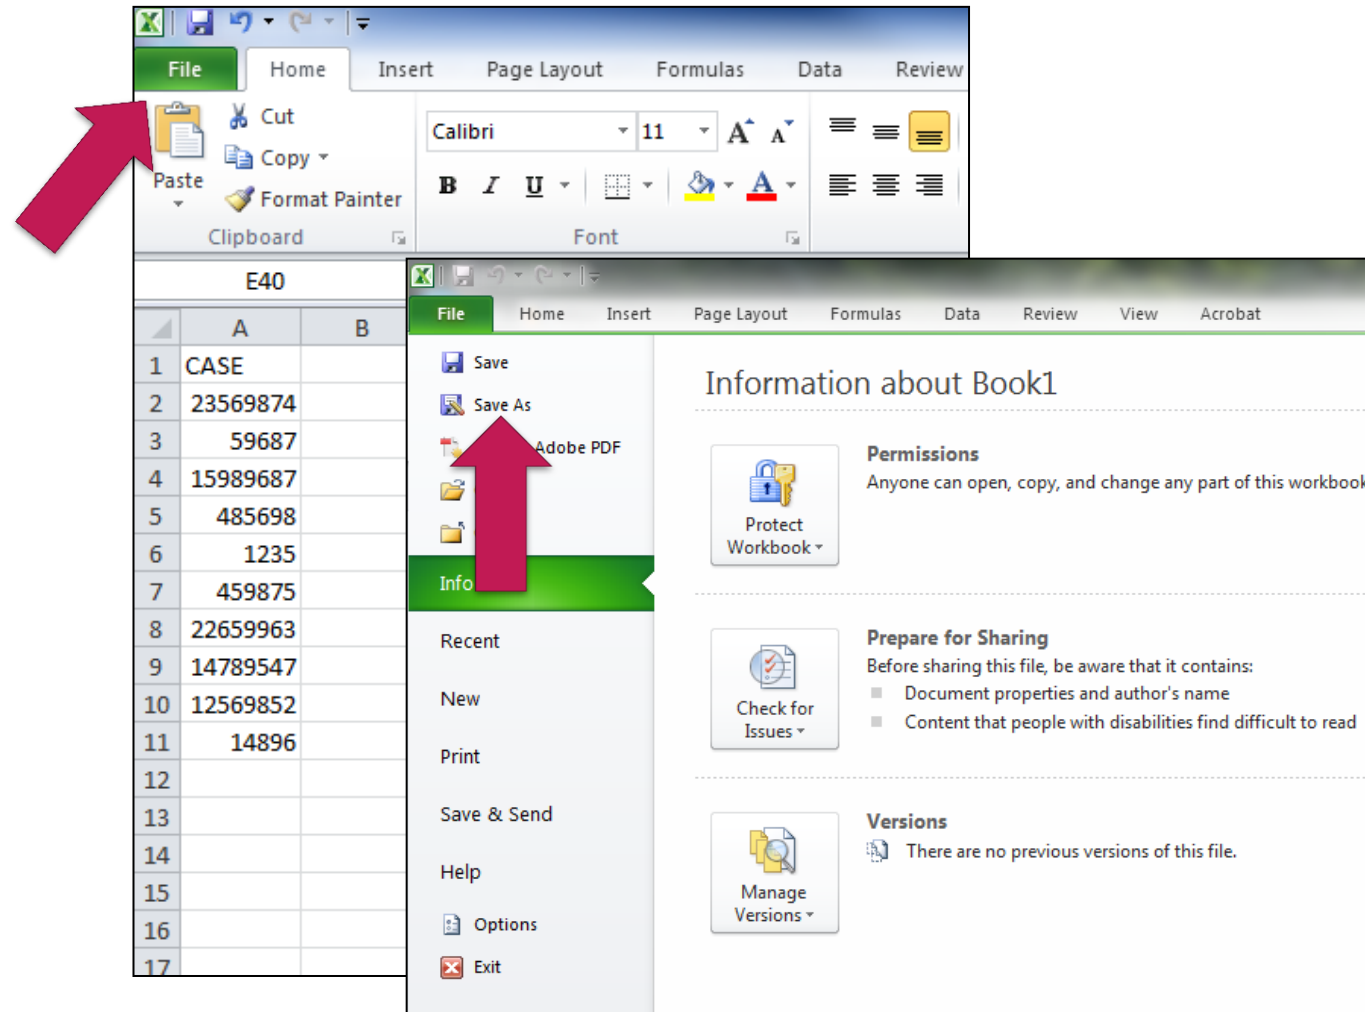 File Home Insert Page Layout Formulas Data Review
Cut
Calibri 11 A A
Copy
Paste
B I U A
Format Painter
Clipboard Font
E40
A B
1 CASE
2 23569874
3 59687
4 15989687
5 485698
6 1235
7 459875
8 22659963
9 14789547
10 12569852
11 14896
12
13
14
15
16
17
File Home Insert Page Layout Formulas Data Review View Acrobat
Save
Save As
Adobe PDF
Info
Recent
New
Print
Save & Send
Help
Options
Exit
Information about Book1
Protect
Workbook
Permissions
Anyone can open, copy, and change any part of this workbook
Check for
Issues
Prepare for Sharing
Before sharing this file, be aware that it contains:
Document properties and author's name
Content that people with disabilities find difficult to read
Manage
Versions
Versions
There are no previous versions of this file.